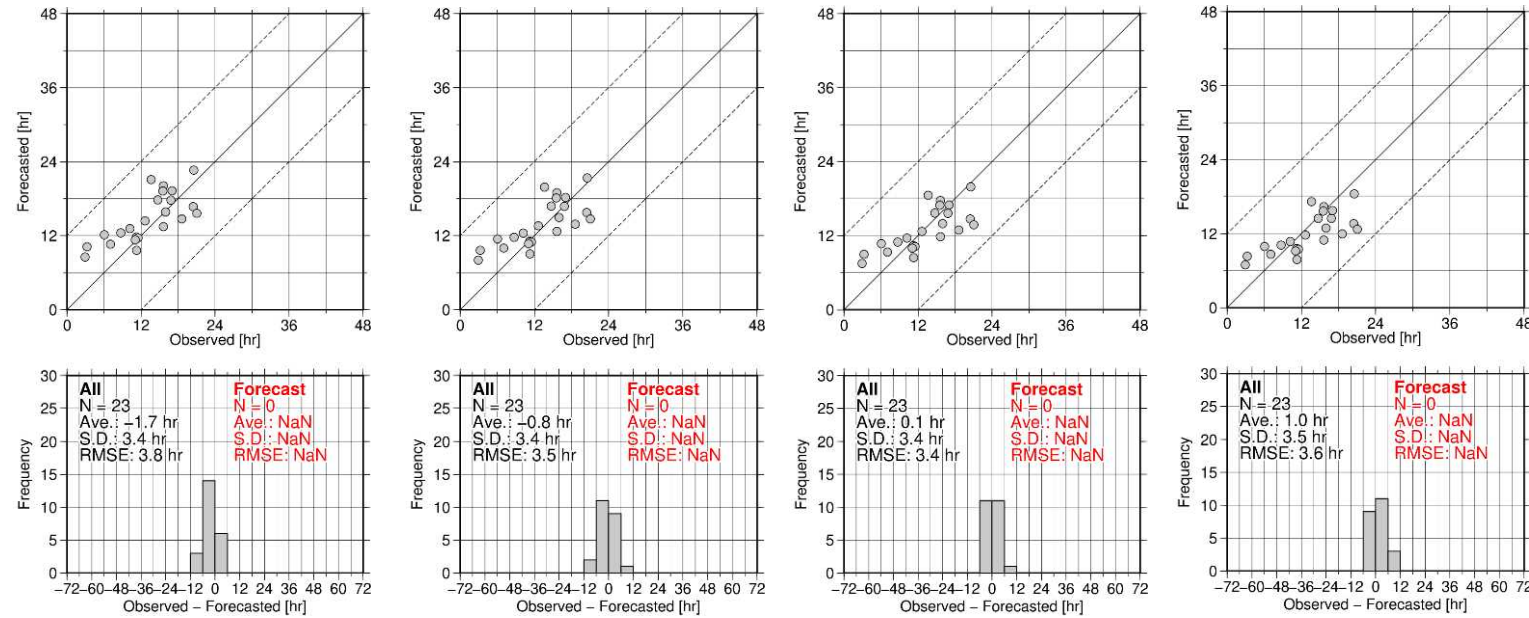 48
36
24
12
0
Forecasted [hr]
0 12 24 36 48
Observed [hr]
48
36
24
12
0
Forecasted [hr]
0 12 24 36 48
Observed [hr]
48
36
24
12
0
Forecasted [hr]
0 12 24 36 48
Observed [hr]
48
36
24
12
0
Forecasted [hr]
0 12 24 36 48
Observed [hr]
30
25
20
15
10
5
0
Frequency
All
N = 23
Ave.: −1.7 hr
S.D.: 3.4 hr
RMSE: 3.8 hr
Forecast
N = 0
Ave.: NaN
S.D.: NaN
RMSE: NaN
−72 −60 −48 −36 −24 −12 0 12 24 36 48 60 72
Observed − Forecasted [hr]
30
25
20
15
10
5
0
Frequency
All
N = 23
Ave.: −0.8 hr
S.D.: 3.4 hr
RMSE: 3.5 hr
Forecast
N = 0
Ave.: NaN
S.D.: NaN
RMSE: NaN
−72 −60 −48 −36 −24 −12 0 12 24 36 48 60 72
Observed − Forecasted [hr]
30
25
20
15
10
5
0
Frequency
All
N = 23
Ave.: 0.1 hr
S.D.: 3.4 hr
RMSE: 3.4 hr
Forecast
N = 0
Ave.: NaN
S.D.: NaN
RMSE: NaN
−72 −60 −48 −36 −24 −12 0 12 24 36 48 60 72
Observed − Forecasted [hr]
30
25
20
15
10
5
0
Frequency
All
N = 23
Ave.: 1.0 hr
S.D.: 3.5 hr
RMSE: 3.6 hr
Forecast
N = 0
Ave.: NaN
S.D.: NaN
RMSE: NaN
−72 −60 −48 −36 −24 −12 0 12 24 36 48 60 72
Observed − Forecasted [hr]